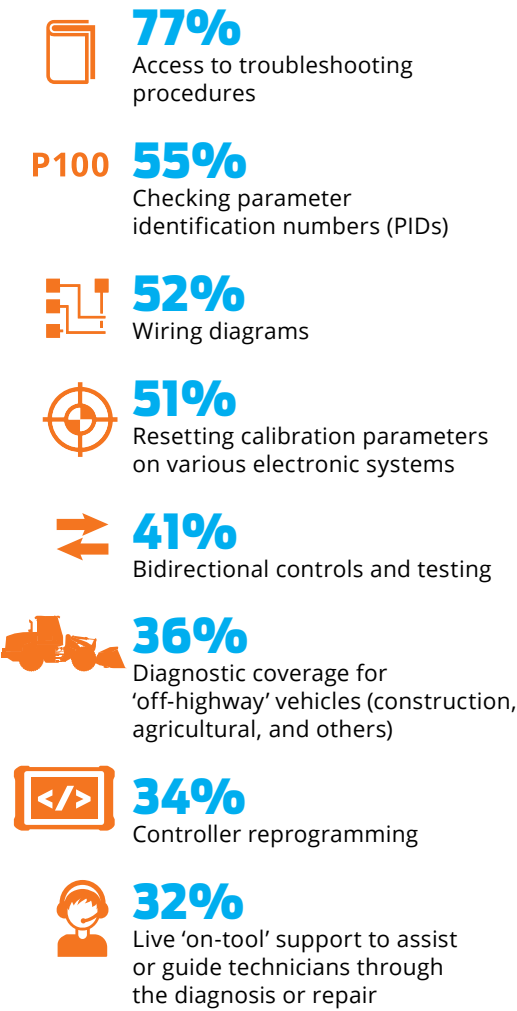 77%
Access to troubleshooting
procedures
P100
55%
Checking parameter
identification numbers (PIDs)
52%
Wiring diagrams
51%
Resetting calibration parameters
on various electronic systems
41%
Bidirectional controls and testing
36%
Diagnostic coverage for
‘off-highway’ vehicles (construction,
agricultural, and others)
</>
34%
Controller reprogramming
32%
Live ‘on-tool’ support to assist
or guide technicians through
the diagnosis or repair